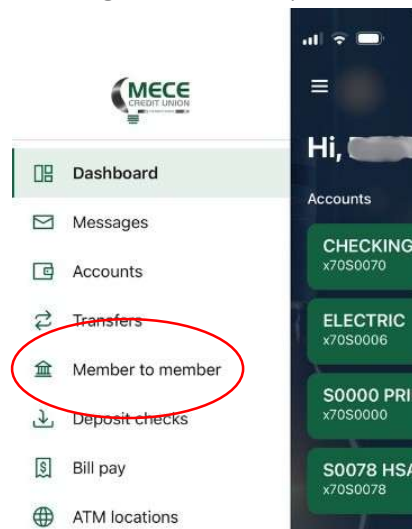 MECE
CREDIT UNION
Dashboard
Messages
Accounts
Transfers
Member to member
Deposit checks
Bill pay
ATM locations
Hi,
Accounts
CHECKING
x70S0070
ELECTRIC
x70S0006
S0000 PRI
x70S0000
S0078 HSA
x70S0078